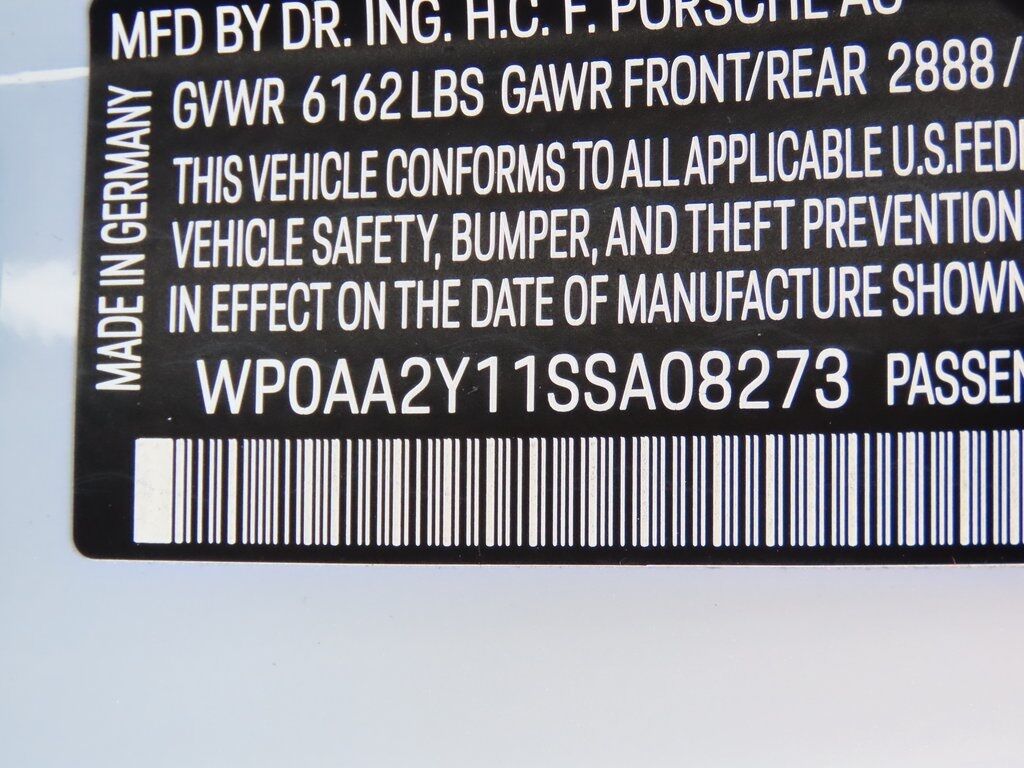 MFD BY DR. ING. H.C. F. PORSCHE AG
GVWR 6162 LBS GAWR FRONT/REAR 2888 /
THIS VEHICLE CONFORMS TO ALL APPLICABLE U.S.FED
VEHICLE SAFETY, BUMPER, AND THEFT PREVENTION
IN EFFECT ON THE DATE OF MANUFACTURE SHOWN
WP0AA2Y11SSA08273 PASSEN
MADE IN GERMANY